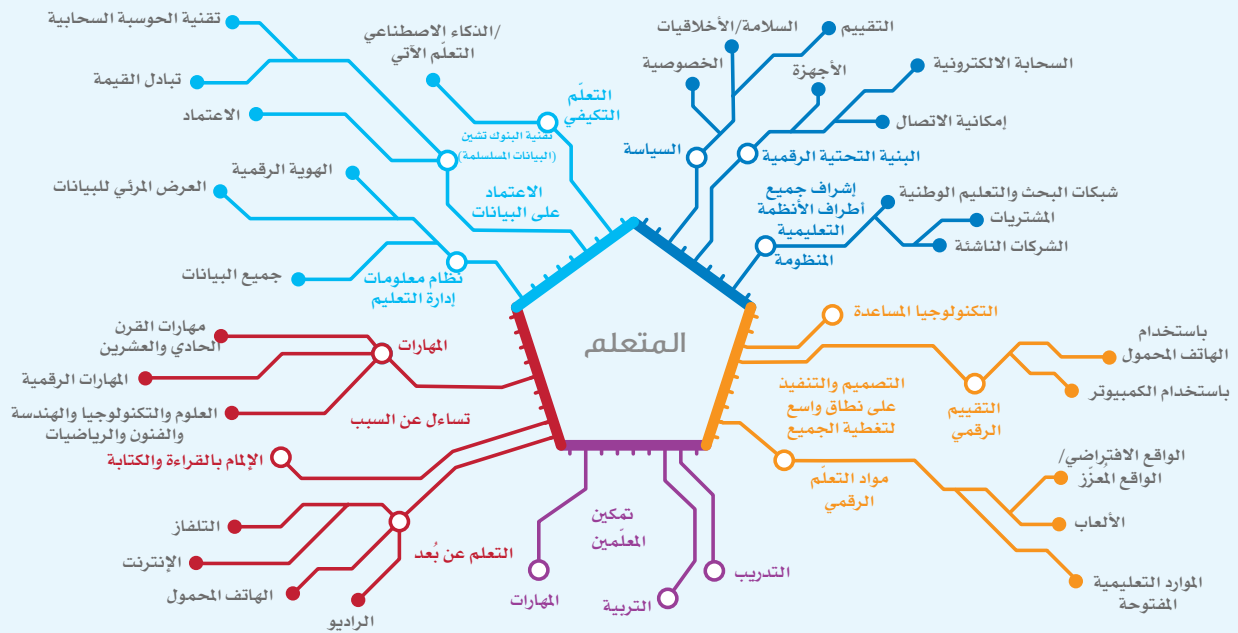 المتعلم
السلامة/الأخلاقيات
التقييم
الخصوصية
الأجهزة
السحابة الالكترونية
إمكانية الاتصال
السياسة
البنية التحتية الرقمية
إشراف جميع
أطراف الأنظمة
التعليمية
المنظومة
شبكات البحث والتعليم الوطنية
المشتريات
الشركات الناشئة
التكنولوجيا المساعدة
باستخدام
الهاتف المحمول
باستخدام الكمبيوتر
التقييم
الرقمي
التصميم والتنفيذ
على نطاق واسع
لتغطية الجميع
مواد التعلّم
الرقمي
الواقع الافتراضي/
الواقع المُعزّز
الألعاب
الموارد التعليمية
المفتوحة
تمكين
المعلّمين
التدريب
التربية
المهارات
المهارات
مهارات القرن
الحادي والعشرين
المهارات الرقمية
العلوم والتكنولوجيا والهندسة
والفنون والرياضيات
تساءل عن السبب
الإلمام بالقراءة والكتابة
التعلم عن بُعد
التلفاز
الإنترنت
الهاتف المحمول
الراديو
تقنية الحوسبة السحابية
تبادل القيمة
الاعتماد
الذكاء الاصطناعي/
التعلّم الآتي
التعلّم
التكيفي
تقنية البنوك تشين
(البيانات المسلسلة)
الاعتماد
على البيانات
الهوية الرقمية
العرض المرئي للبيانات
جميع البيانات
نظام معلومات
إدارة التعليم